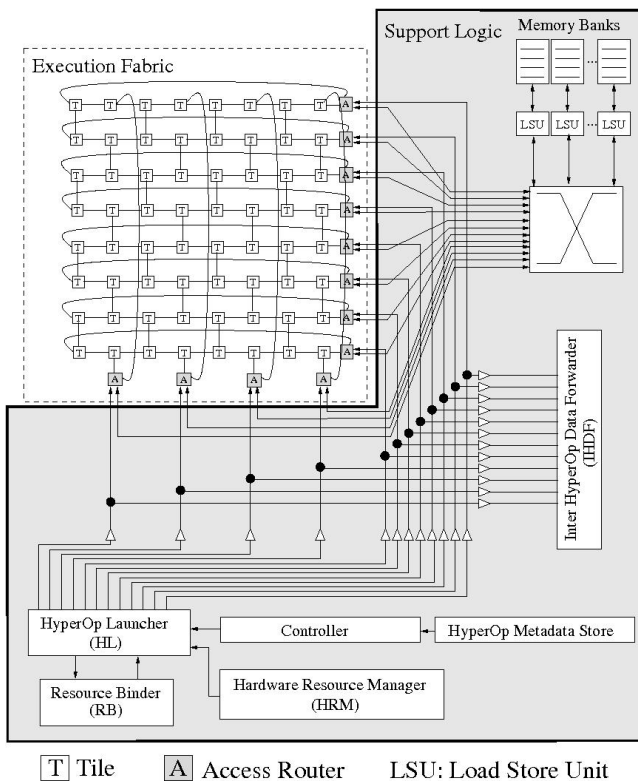 Support Logic
Memory Banks
Execution Fabric
LSU LSU ... LSU
T T T T T T T T A
T T T T T T T T A
T T T T T T T T A
T T T T T T T T A
T T T T T T T T A
T T T T T T T T A
T T T T T T T T A
T T T T T T T T A
A A A A
Inter HyperOp Data Forwarder
(IHDF)
HyperOp Launcher
(HL)
Controller
HyperOp Metadata Store
Resource Binder
(RB)
Hardware Resource Manager
(HRM)
T Tile A Access Router LSU: Load Store Unit